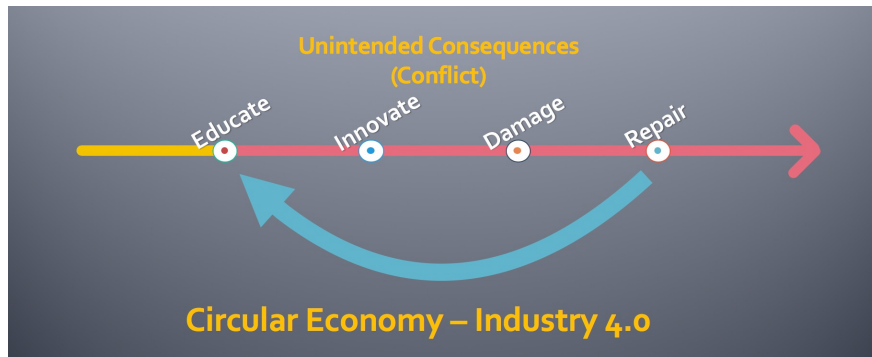 Unintended Consequences
(Conflict)
Educate
Innovate
Damage
Repair
Circular Economy – Industry 4.0